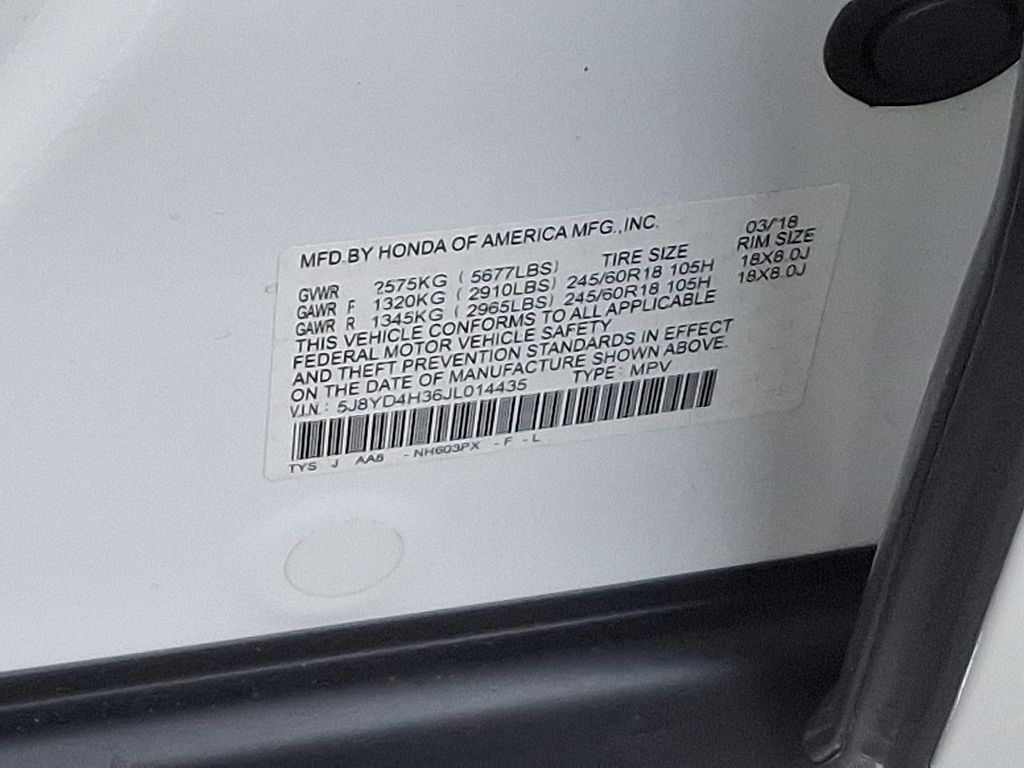 MFD.BY HONDA OF AMERICA MFG.,INC. 03/'18
TIRE SIZE RIM SIZE
GVWR 2575KG ( 5677LBS)
GAWR F 1320KG ( 2910LBS) 245/60R18 105H 18X8.0J
GAWR R 1345KG ( 2965LBS) 245/60R18 105H 18X8.0J
THIS VEHICLE CONFORMS TO ALL APPLICABLE
FEDERAL MOTOR VEHICLE SAFETY
AND THEFT PREVENTION STANDARDS IN EFFECT
ON THE DATE OF MANUFACTURE SHOWN ABOVE.
V.I.N.: 5J8YD4H36JL014435 TYPE: MPV
TYS J AA8 -NH603PX -F -L